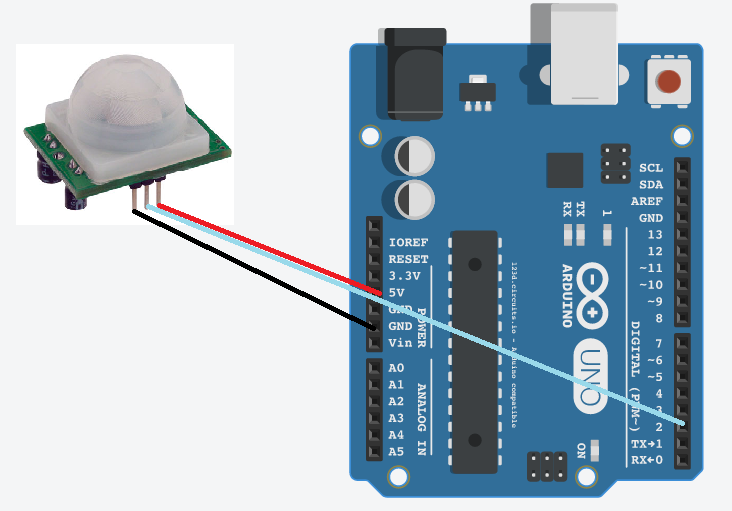 SCL
SDA
AREF
GND
13
12
~11
~10
~9
~8
7
~6
~5
4
3
2
TX→1
RX←0
DIGITAL (PWM~)
IOREF
RESET
3.3V
5V
GND
GND
Vin
POWER
A0
A1
A2
A3
A4
A5
ANALOG IN
RX
TX
1
ARDUINO
UNO
123d.circuits.io - Arduino compatible
ON